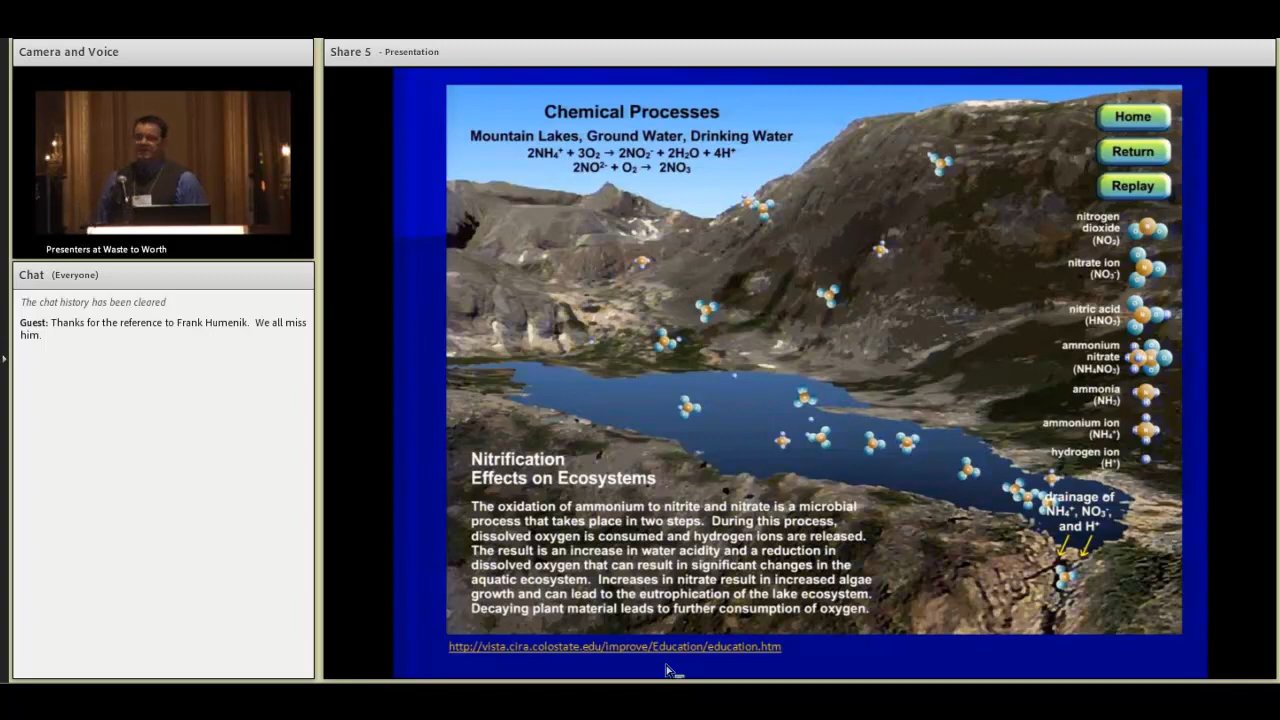 Camera and Voice
Presenters at Waste to Worth
Chat (Everyone)
The chat history has been cleared
Guest: Thanks for the reference to Frank Humenik. We all miss
him.
Share 5 - Presentation
Chemical Processes
Mountain Lakes, Ground Water, Drinking Water
2NH₄⁺ + 3O₂ → 2NO₂⁻ + 2H₂O + 4H⁺
2NO²⁻ + O₂ → 2NO₃
Home
Return
Replay
nitrogen
dioxide
(NO₂)
nitrate ion
(NO₃⁻)
nitric acid
(HNO₃)
ammonium
nitrate
(NH₄NO₃)
ammonia
(NH₃)
ammonium ion
(NH₄⁺)
hydrogen ion
(H⁺)
drainage of
NH₄⁺, NO₃⁻,
and H⁺
Nitrification
Effects on Ecosystems
The oxidation of ammonium to nitrite and nitrate is a microbial
process that takes place in two steps. During this process,
dissolved oxygen is consumed and hydrogen ions are released.
The result is an increase in water acidity and a reduction in
dissolved oxygen that can result in significant changes in the
aquatic ecosystem. Increases in nitrate result in increased algae
growth and can lead to the eutrophication of the lake ecosystem.
Decaying plant material leads to further consumption of oxygen.
http://vista.cira.colostate.edu/improve/Education/education.htm